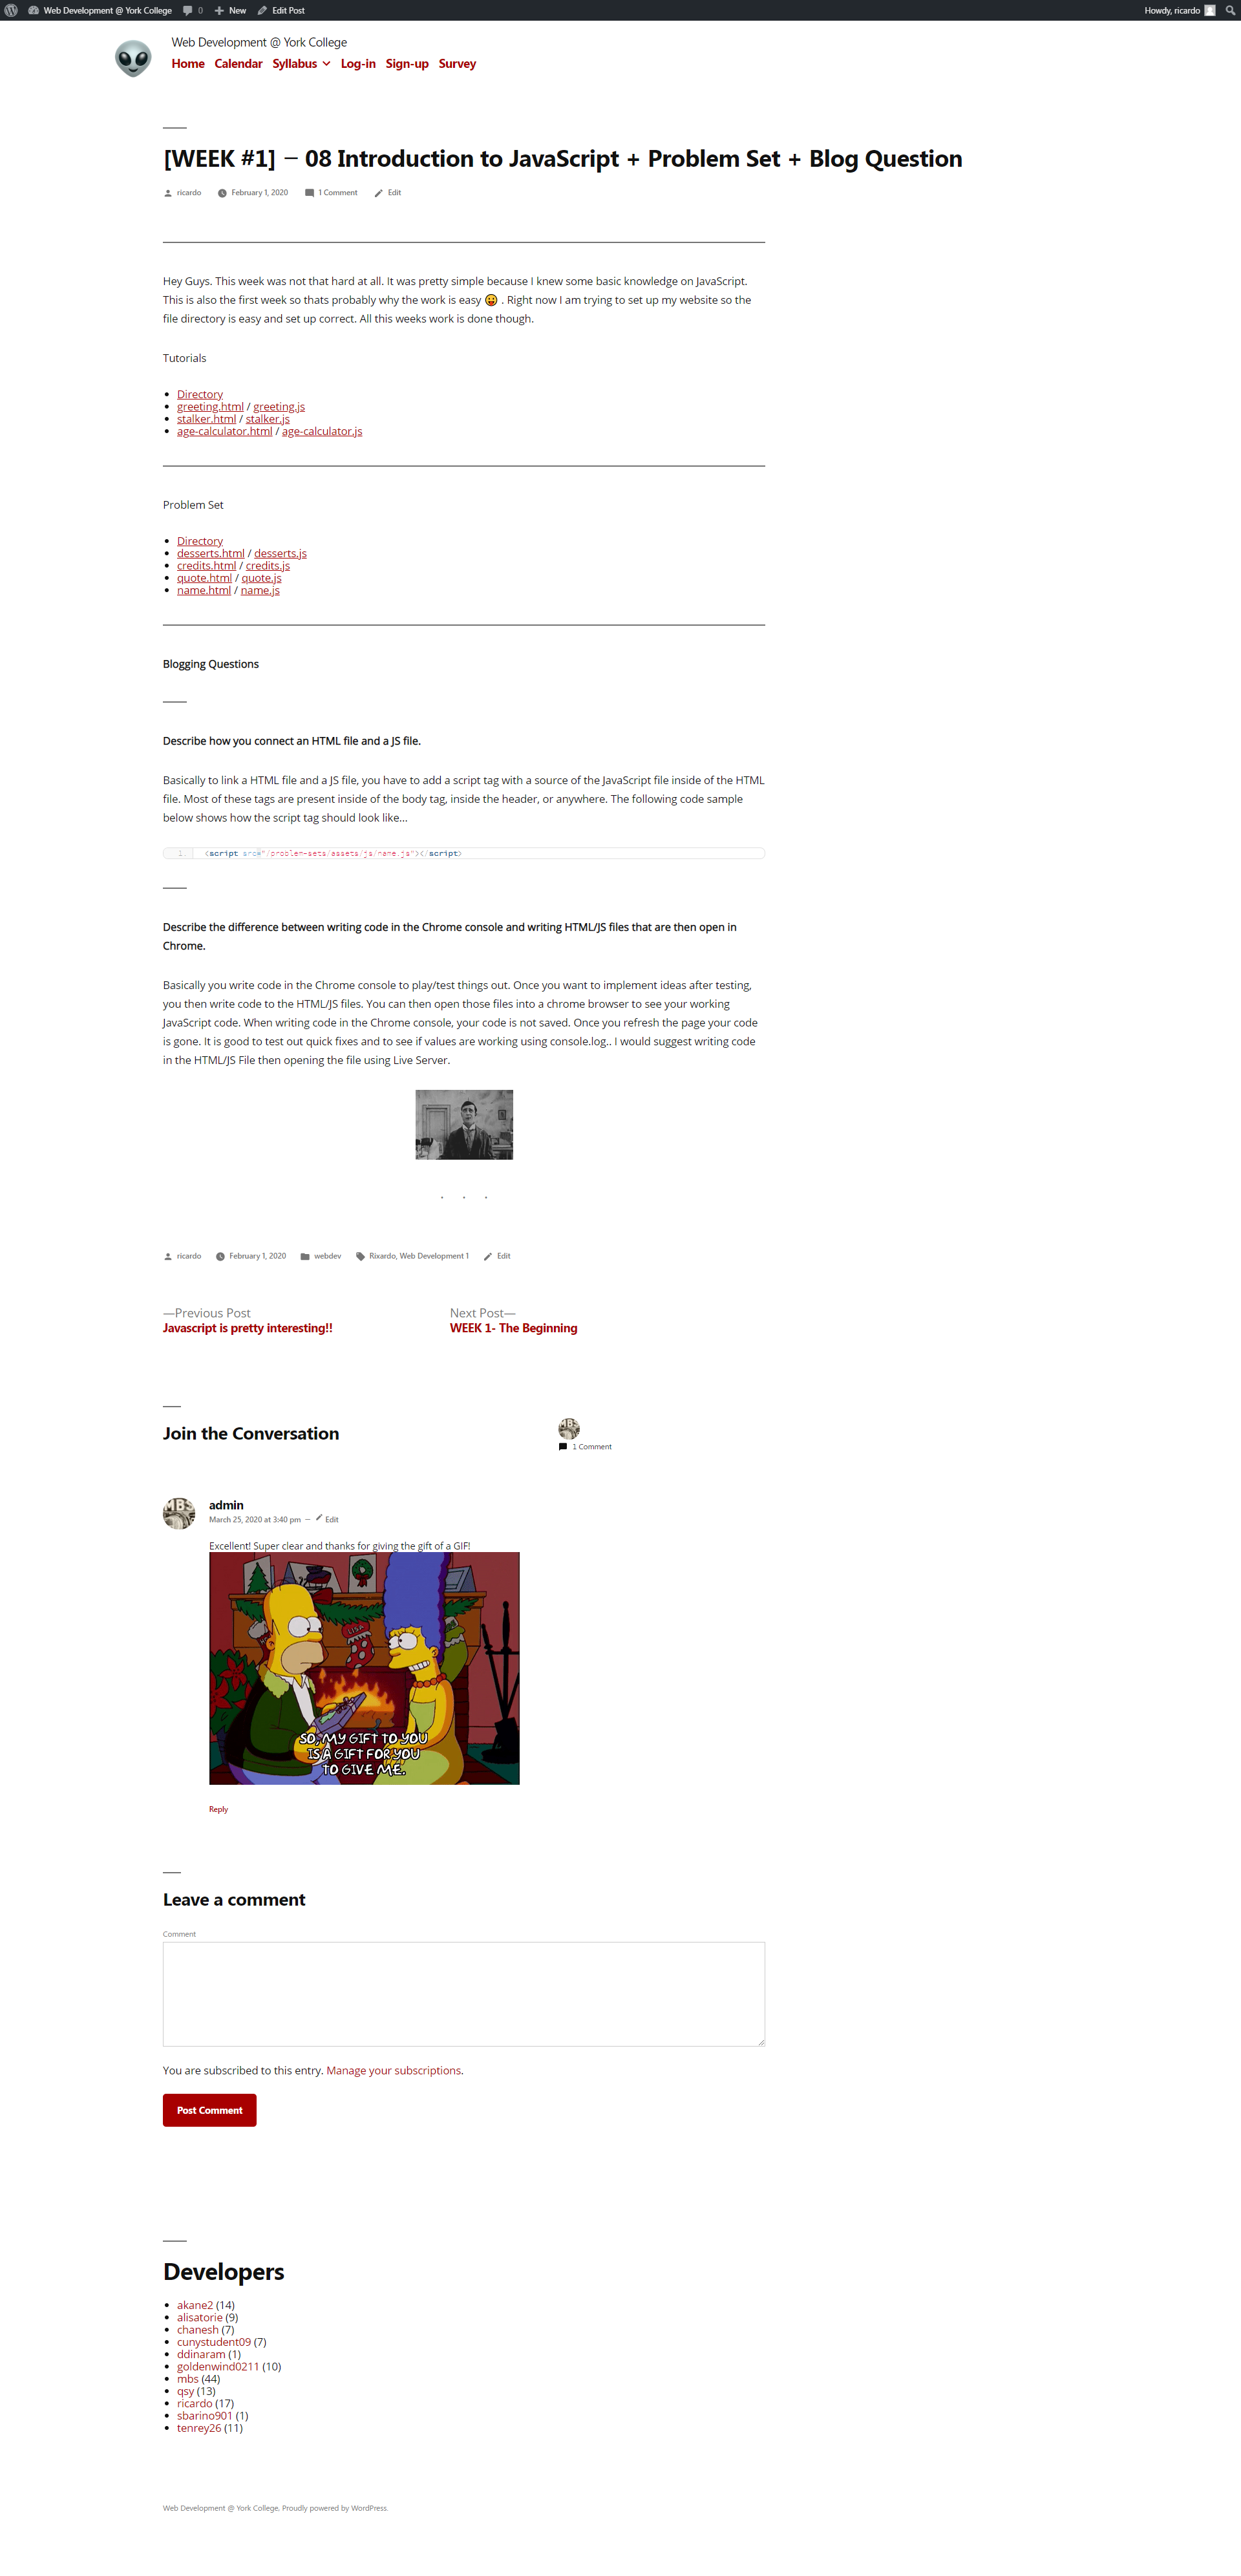 Web Development @ York College 0 New Edit Post Howdy, ricardo
Web Development @ York College
Home Calendar Syllabus Log-in Sign-up Survey
[WEEK #1] – 08 Introduction to JavaScript + Problem Set + Blog Question
ricardo February 1, 2020 1 Comment Edit
Hey Guys. This week was not that hard at all. It was pretty simple because I knew some basic knowledge on JavaScript.
This is also the first week so thats probably why the work is easy 😛 . Right now I am trying to set up my website so the
file directory is easy and set up correct. All this weeks work is done though.
Tutorials
Directory
greeting.html / greeting.js
stalker.html / stalker.js
age-calculator.html / age-calculator.js
Problem Set
Directory
desserts.html / desserts.js
credits.html / credits.js
quote.html / quote.js
name.html / name.js
Blogging Questions
Describe how you connect an HTML file and a JS file.
Basically to link a HTML file and a JS file, you have to add a script tag with a source of the JavaScript file inside of the HTML
file. Most of these tags are present inside of the body tag, inside the header, or anywhere. The following code sample
below shows how the script tag should look like...
1. <script src="/problem-sets/assets/js/name.js"></script>
Describe the difference between writing code in the Chrome console and writing HTML/JS files that are then open in
Chrome.
Basically you write code in the Chrome console to play/test things out. Once you want to implement ideas after testing,
you then write code to the HTML/JS files. You can then open those files into a chrome browser to see your working
JavaScript code. When writing code in the Chrome console, your code is not saved. Once you refresh the page your code
is gone. It is good to test out quick fixes and to see if values are working using console.log.. I would suggest writing code
in the HTML/JS File then opening the file using Live Server.
. . .
ricardo February 1, 2020 webdev Rixardo, Web Development 1 Edit
—Previous Post
Javascript is pretty interesting!!
Next Post—
WEEK 1- The Beginning
Join the Conversation
MBS
1 Comment
MBS
admin
March 25, 2020 at 3:40 pm — Edit
Excellent! Super clear and thanks for giving the gift of a GIF!
LISA
SO, MY GIFT TO YOU
IS A GIFT FOR YOU
TO GIVE ME.
Reply
Leave a comment
Comment
You are subscribed to this entry. Manage your subscriptions.
Post Comment
Developers
akane2 (14)
alisatorie (9)
chanesh (7)
cunystudent09 (7)
ddinaram (1)
goldenwind0211 (10)
mbs (44)
qsy (13)
ricardo (17)
sbarino901 (1)
tenrey26 (11)
Web Development @ York College, Proudly powered by WordPress.